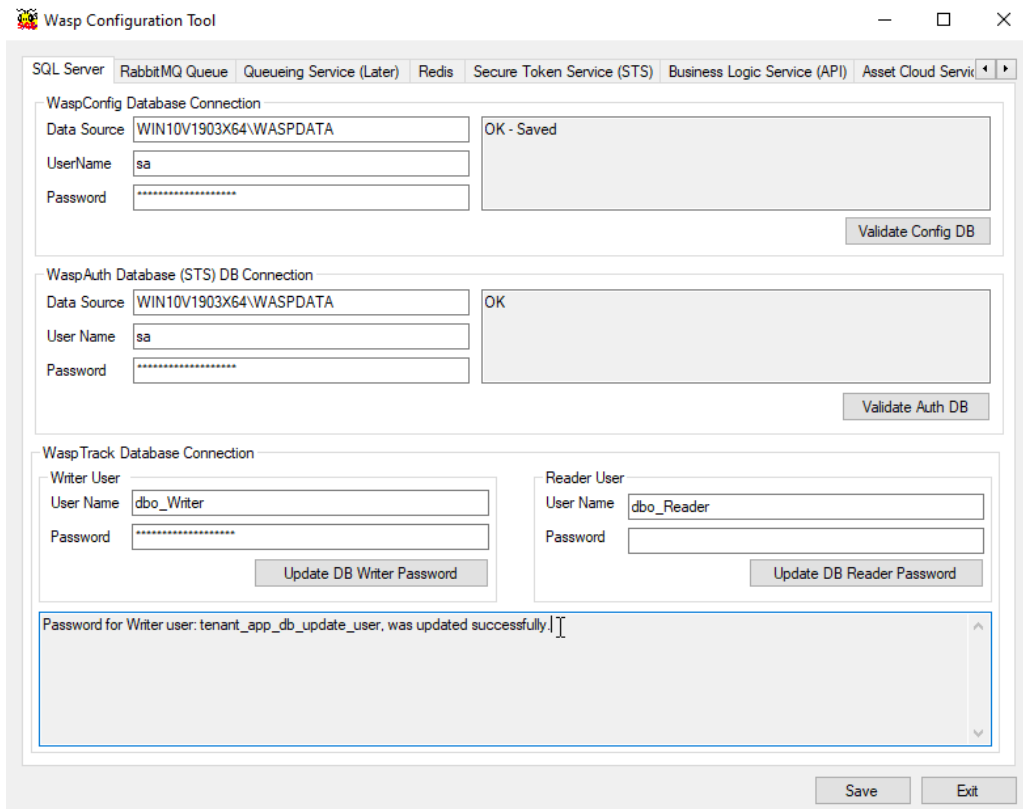 Wasp Configuration Tool
SQL Server RabbitMQ Queue Queueing Service (Later) Redis Secure Token Service (STS) Business Logic Service (API) Asset Cloud Servic
WaspConfig Database Connection
Data Source WIN10V1903X64\WASPDATA OK - Saved
UserName sa
Password *******************
Validate Config DB
WaspAuth Database (STS) DB Connection
Data Source WIN10V1903X64\WASPDATA OK
User Name sa
Password *******************
Validate Auth DB
WaspTrack Database Connection
Writer User Reader User
User Name dbo_Writer User Name dbo_Reader
Password ******************* Password
Update DB Writer Password Update DB Reader Password
Password for Writer user: tenant_app_db_update_user, was updated successfully.
Save Exit